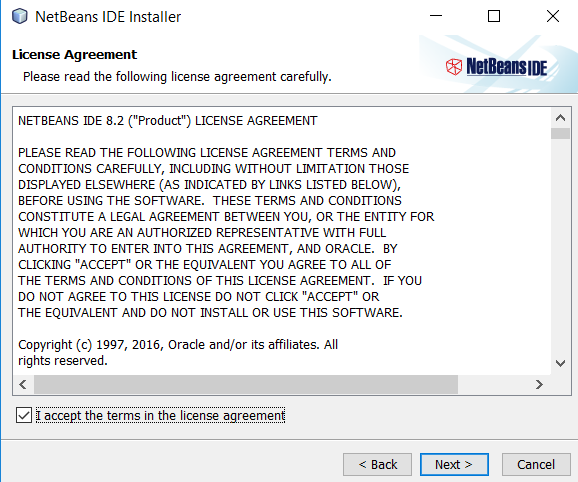 NetBeans IDE Installer
License Agreement
Please read the following license agreement carefully.
NetBeans IDE
NETBEANS IDE 8.2 ("Product") LICENSE AGREEMENT
PLEASE READ THE FOLLOWING LICENSE AGREEMENT TERMS AND
CONDITIONS CAREFULLY, INCLUDING WITHOUT LIMITATION THOSE
DISPLAYED ELSEWHERE (AS INDICATED BY LINKS LISTED BELOW),
BEFORE USING THE SOFTWARE.  THESE TERMS AND CONDITIONS
CONSTITUTE A LEGAL AGREEMENT BETWEEN YOU, OR THE ENTITY FOR
WHICH YOU ARE AN AUTHORIZED REPRESENTATIVE WITH FULL
AUTHORITY TO ENTER INTO THIS AGREEMENT, AND ORACLE.  BY
CLICKING "ACCEPT" OR THE EQUIVALENT YOU AGREE TO ALL OF
THE TERMS AND CONDITIONS OF THIS LICENSE AGREEMENT.  IF YOU
DO NOT AGREE TO THIS LICENSE DO NOT CLICK "ACCEPT" OR
THE EQUIVALENT AND DO NOT INSTALL OR USE THIS SOFTWARE.
Copyright (c) 1997, 2016, Oracle and/or its affiliates. All
rights reserved.
I accept the terms in the license agreement
< Back Next > Cancel